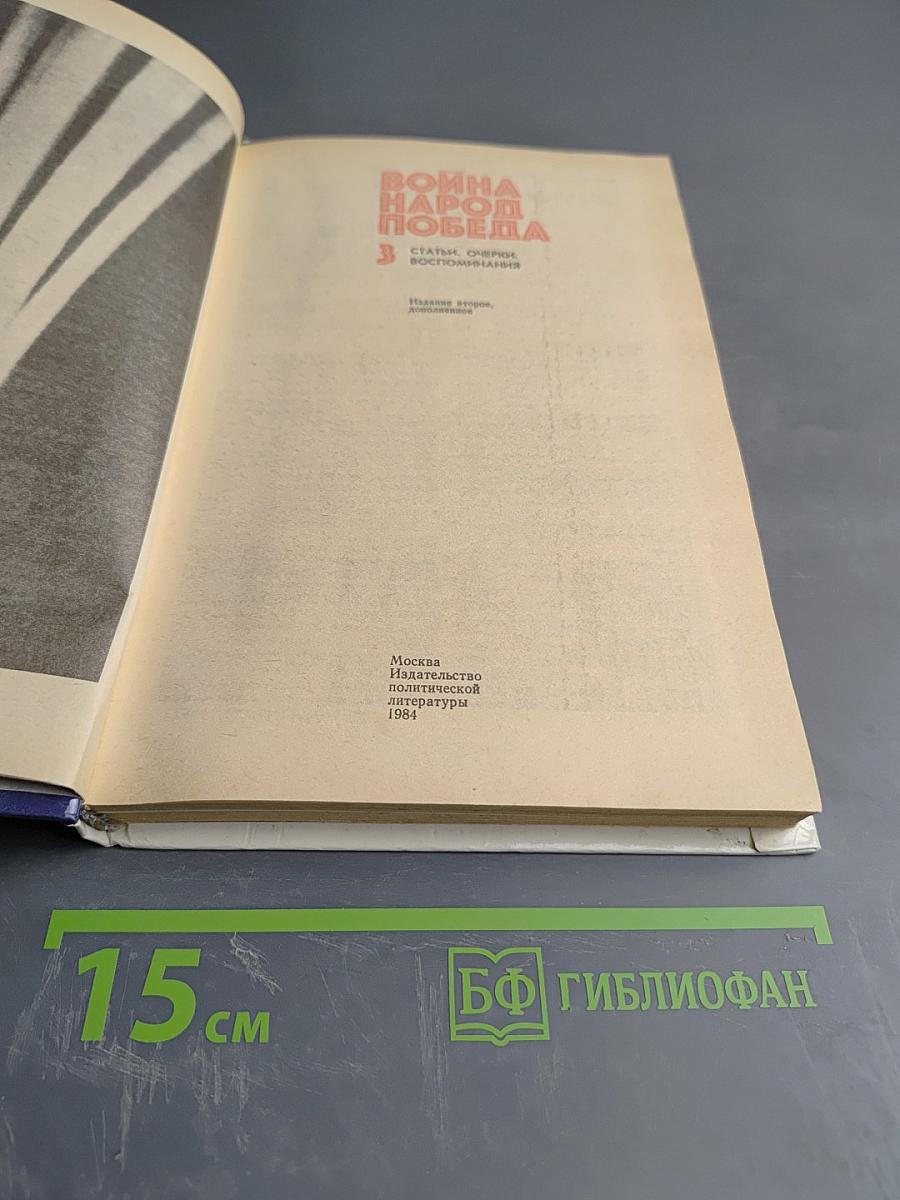 ВОЙНА
НАРОД
ПОБЕДА
3 СТАТЬИ. ОЧЕРКИ.
ВОСПОМИНАНИЯ
Издание второе,
дополненное
Москва
Издательство
политической
литературы
1984
15 см
БФ ГИБЛИОФАН